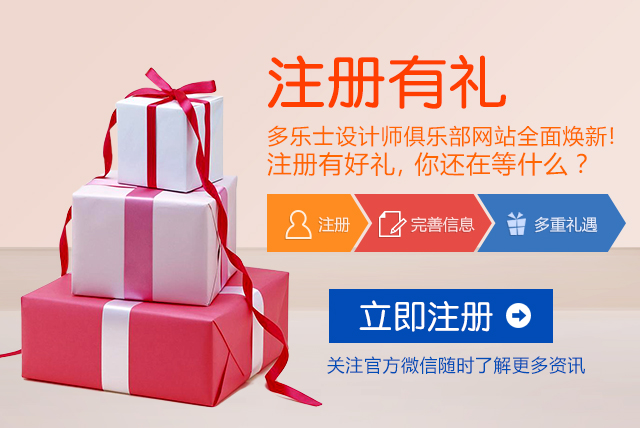 注册有礼
多乐士设计师俱乐部网站全面焕新!
注册有好礼, 你还在等什么?
注册 完善信息 多重礼遇
立即注册
关注官方微信随时了解更多资讯